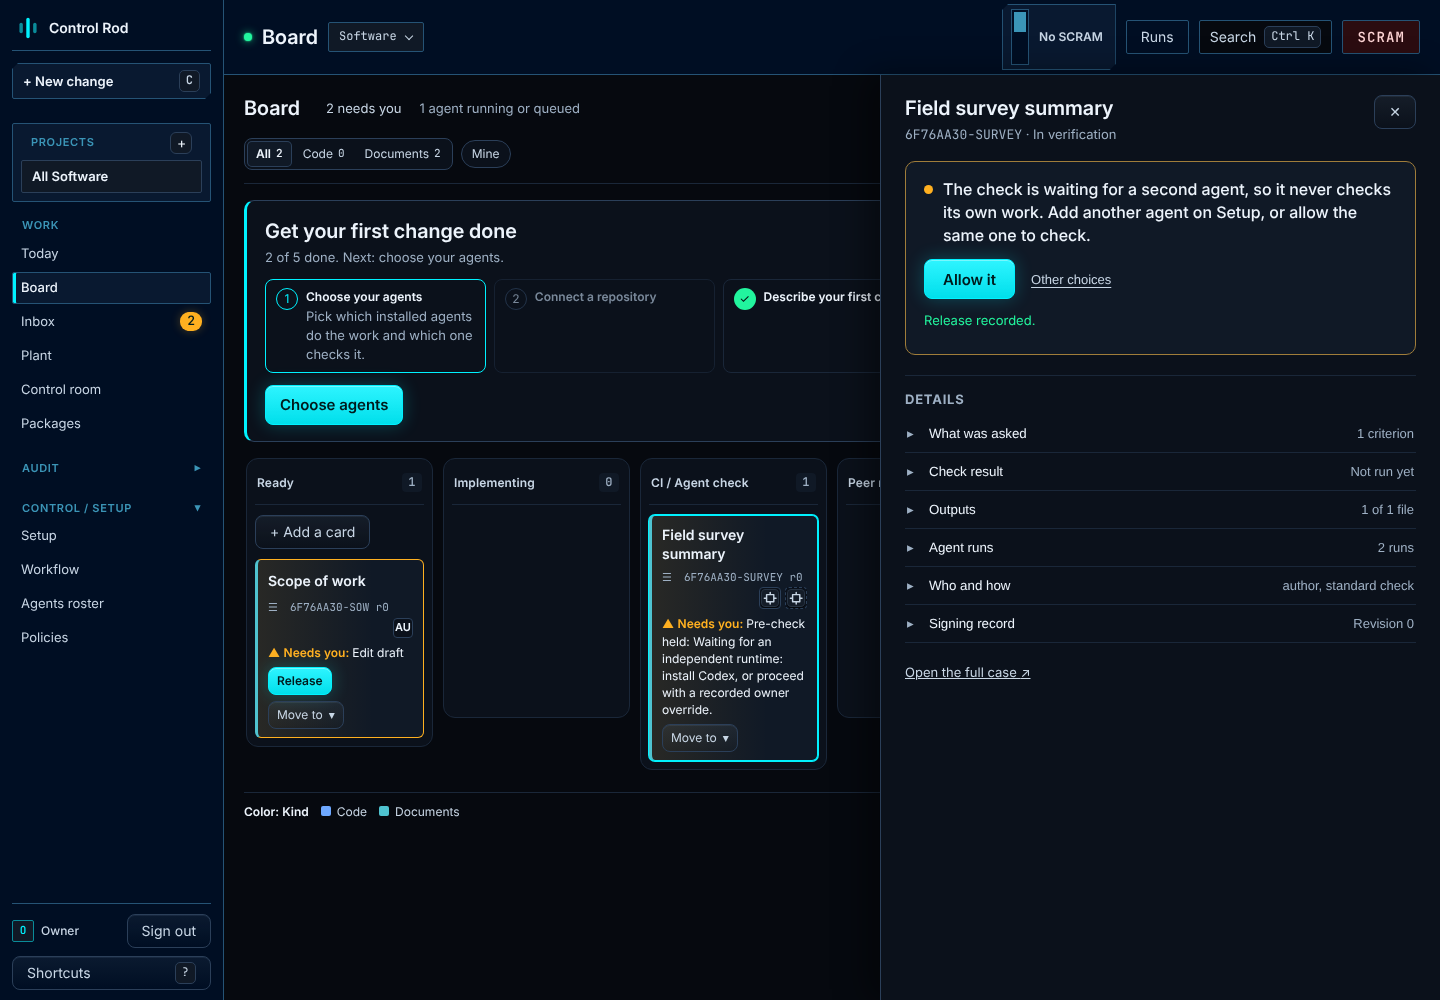 Control Rod
+ New change C
PROJECTS +
All Software
WORK
Today
Board
Inbox 2
Plant
Control room
Packages
AUDIT
CONTROL / SETUP
Setup
Workflow
Agents roster
Policies
O Owner Sign out
Shortcuts ?
Board Software
No SCRAM
Runs
Search Ctrl K
SCRAM
Board 2 needs you 1 agent running or queued
All 2 Code 0 Documents 2 Mine
Get your first change done
2 of 5 done. Next: choose your agents.
1 Choose your agents
Pick which installed agents
do the work and which one
checks it.
2 Connect a repository
Describe your first c
Choose agents
Ready 1
+ Add a card
Scope of work
6F76AA30-SOW r0
AU
Needs you: Edit draft
Release
Move to
Implementing 0
CI / Agent check 1
Field survey
summary
6F76AA30-SURVEY r0
Needs you: Pre-check
held: Waiting for an
independent runtime:
install Codex, or proceed
with a recorded owner
override.
Move to
Peer
Color: Kind Code Documents
Field survey summary
6F76AA30-SURVEY · In verification
The check is waiting for a second agent, so it never checks
its own work. Add another agent on Setup, or allow the
same one to check.
Allow it Other choices
Release recorded.
DETAILS
What was asked 1 criterion
Check result Not run yet
Outputs 1 of 1 file
Agent runs 2 runs
Who and how author, standard check
Signing record Revision 0
Open the full case ↗